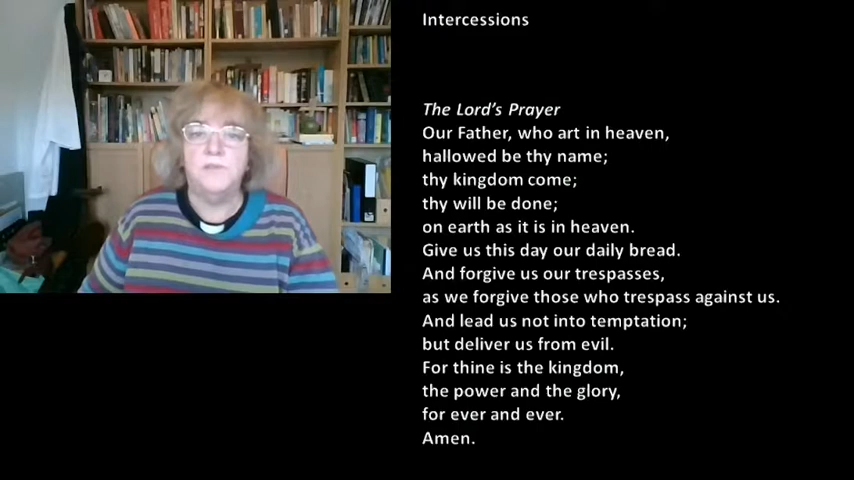 Intercessions
The Lord's Prayer
Our Father, who art in heaven,
hallowed be thy name;
thy kingdom come;
thy will be done;
on earth as it is in heaven.
Give us this day our daily bread.
And forgive us our trespasses,
as we forgive those who trespass against us.
And lead us not into temptation;
but deliver us from evil.
For thine is the kingdom,
the power and the glory,
for ever and ever.
Amen.